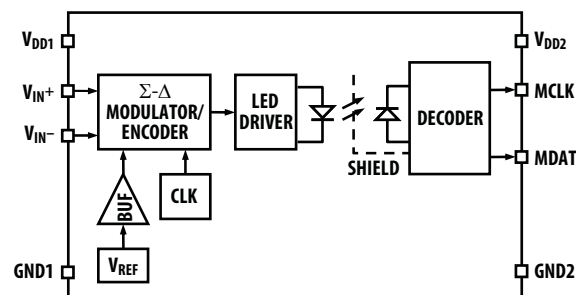 VDD1
VDD2
VIN+
VIN−
Σ-Δ
MODULATOR/
ENCODER
LED
DRIVER
SHIELD
DECODER
MCLK
MDAT
BUF
CLK
VREF
GND1
GND2